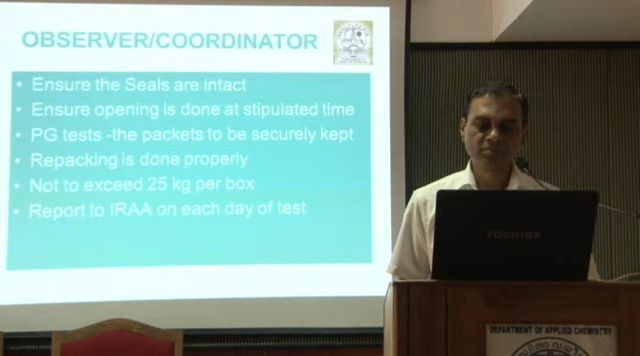 OBSERVER/COORDINATOR
• Ensure the Seals are intact
• Ensure opening is done at stipulated time
• PG tests -the packets to be securely kept
• Repacking is done properly
• Not to exceed 25 kg per box
• Report to IRAA on each day of test
TOSHIBA
DEPARTMENT OF APPLIED CHEMISTRY